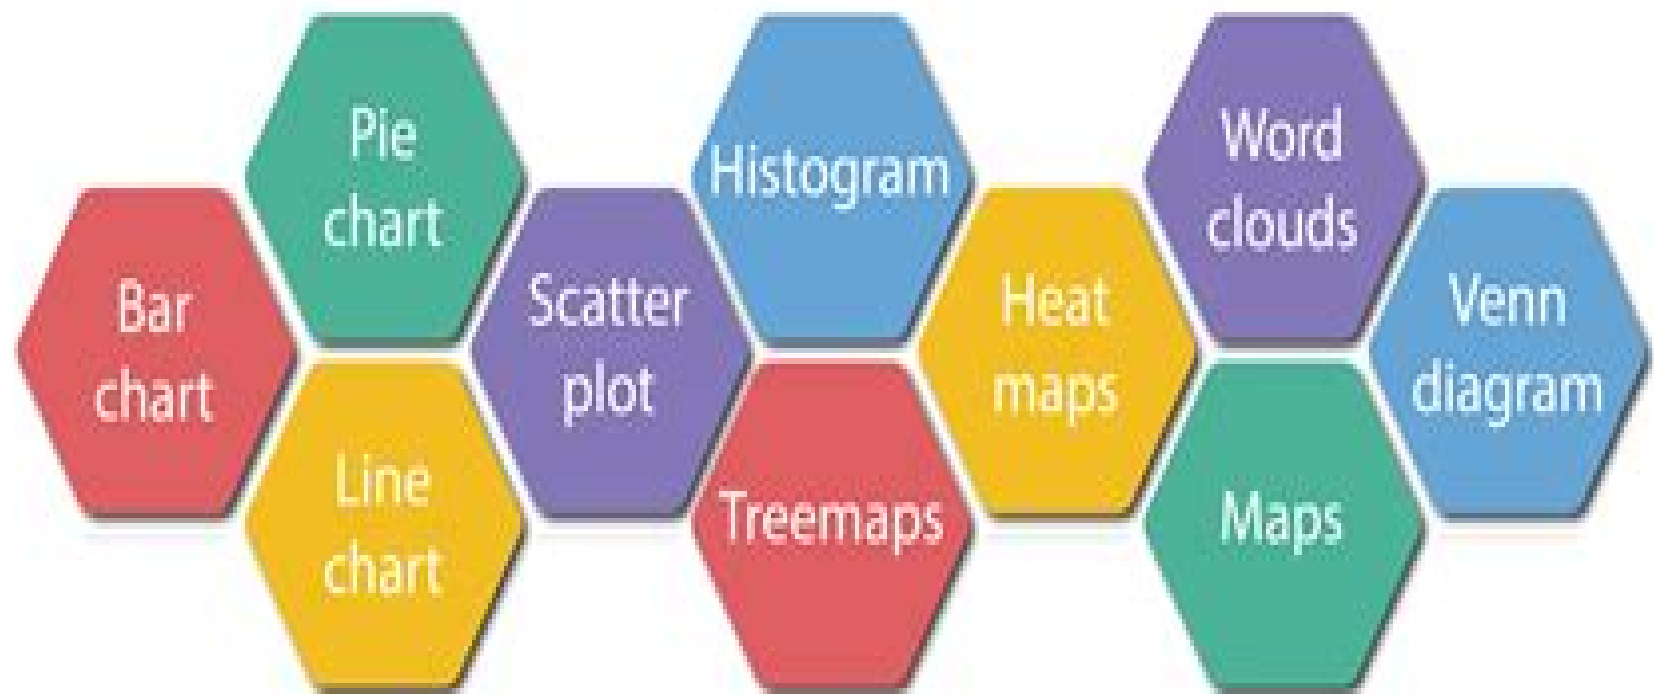 Pie
chart
Histogram
Word
clouds
Bar
chart
Scatter
plot
Heat
maps
Venn
diagram
Line
chart
Treemaps
Maps